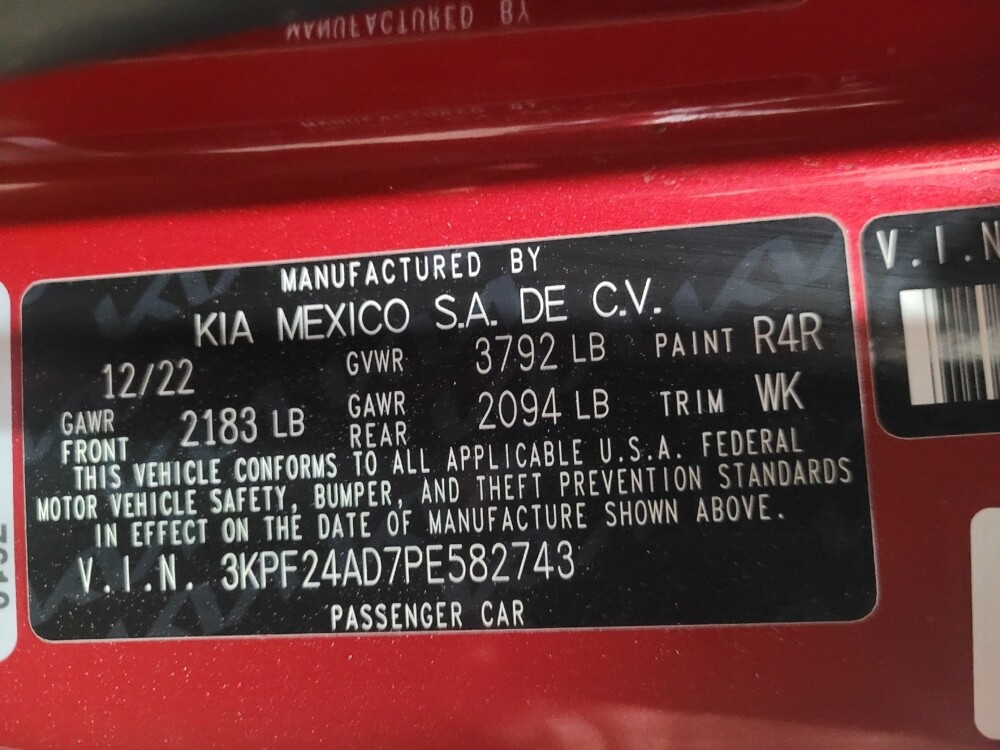 MANUFACTURED BY
MANUFACTURED BY
MANUFACTURED BY
KIA MEXICO S.A. DE C.V.
12/22 GVWR 3792 LB PAINT R4R
GAWR FRONT 2183 LB GAWR REAR 2094 LB TRIM WK
THIS VEHICLE CONFORMS TO ALL APPLICABLE U.S.A. FEDERAL
MOTOR VEHICLE SAFETY, BUMPER, AND THEFT PREVENTION STANDARDS
IN EFFECT ON THE DATE OF MANUFACTURE SHOWN ABOVE.
V.I.N. 3KPF24AD7PE582743
PASSENGER CAR
V.I.N